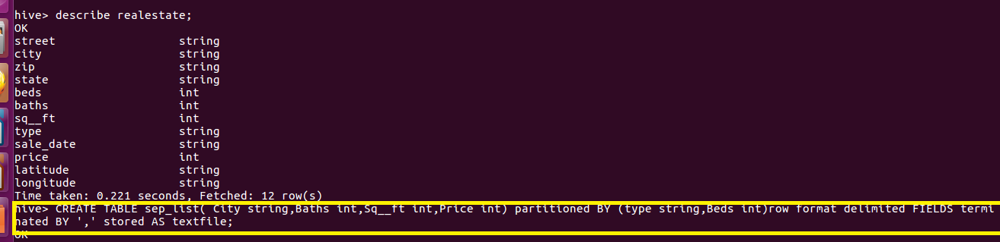 hive> describe realestate;
OK
street string
city string
zip string
state string
beds int
baths int
sq__ft int
type string
sale_date string
price int
latitude string
longitude string
Time taken: 0.221 seconds, Fetched: 12 row(s)
hive> CREATE TABLE sep_list( City string,Baths int,Sq__ft int,Price int) partitioned BY (type string,Beds int)row format delimited FIELDS termi
nated BY ',' stored AS textfile;
OK